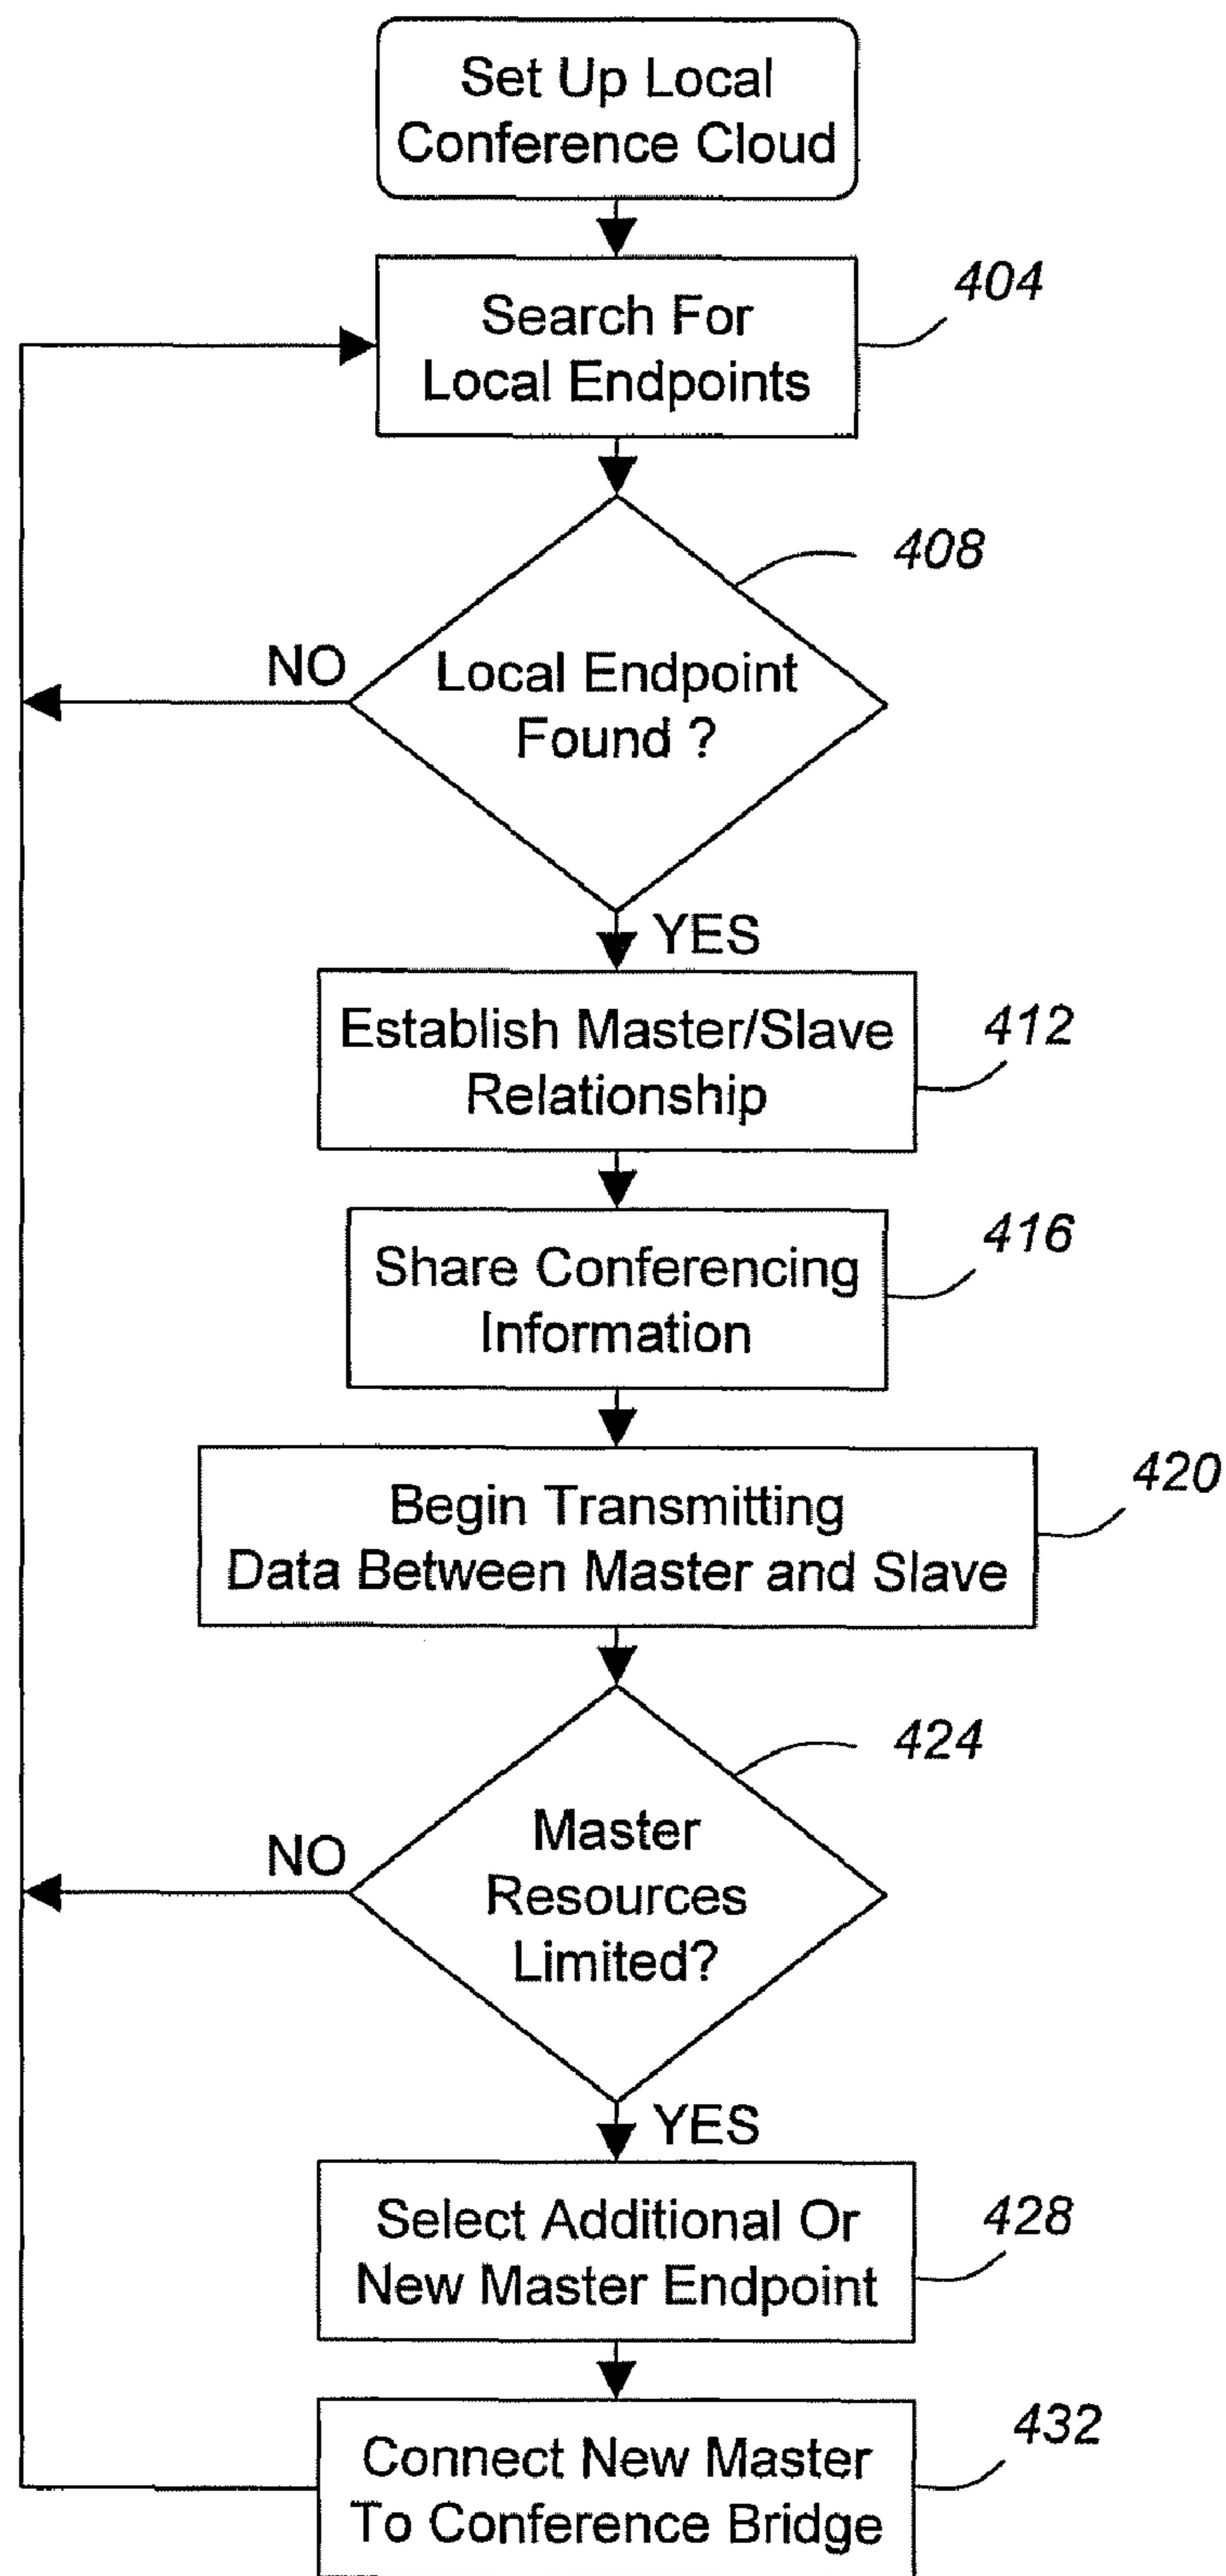 Set Up Local
Conference Cloud
Search For
Local Endpoints
404
408
NO
Local Endpoint
Found ?
YES
Establish Master/Slave
Relationship
412
Share Conferencing
Information
416
Begin Transmitting
Data Between Master and Slave
420
424
NO
Master
Resources
Limited?
YES
Select Additional Or
New Master Endpoint
428
Connect New Master
To Conference Bridge
432